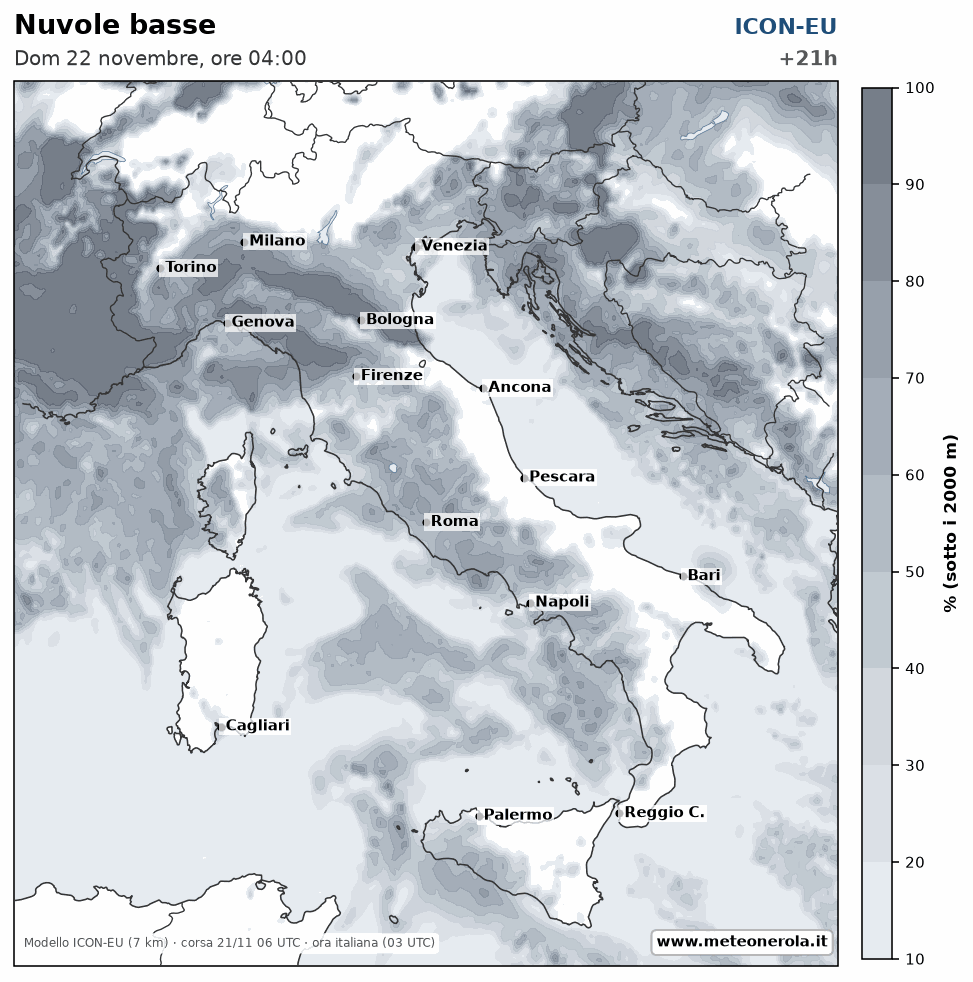 Nuvole basse
ICON-EU
Dom 22 novembre, ore 04:00
+21h
Milano
Venezia
Torino
Genova
Bologna
Firenze
Ancona
Pescara
Roma
Bari
Napoli
Cagliari
Palermo
Reggio C.
Modello ICON-EU (7 km) · corsa 21/11 06 UTC · ora italiana (03 UTC)
www.meteonerola.it
100
90
80
70
60
50
40
30
20
10
% (sotto i 2000 m)